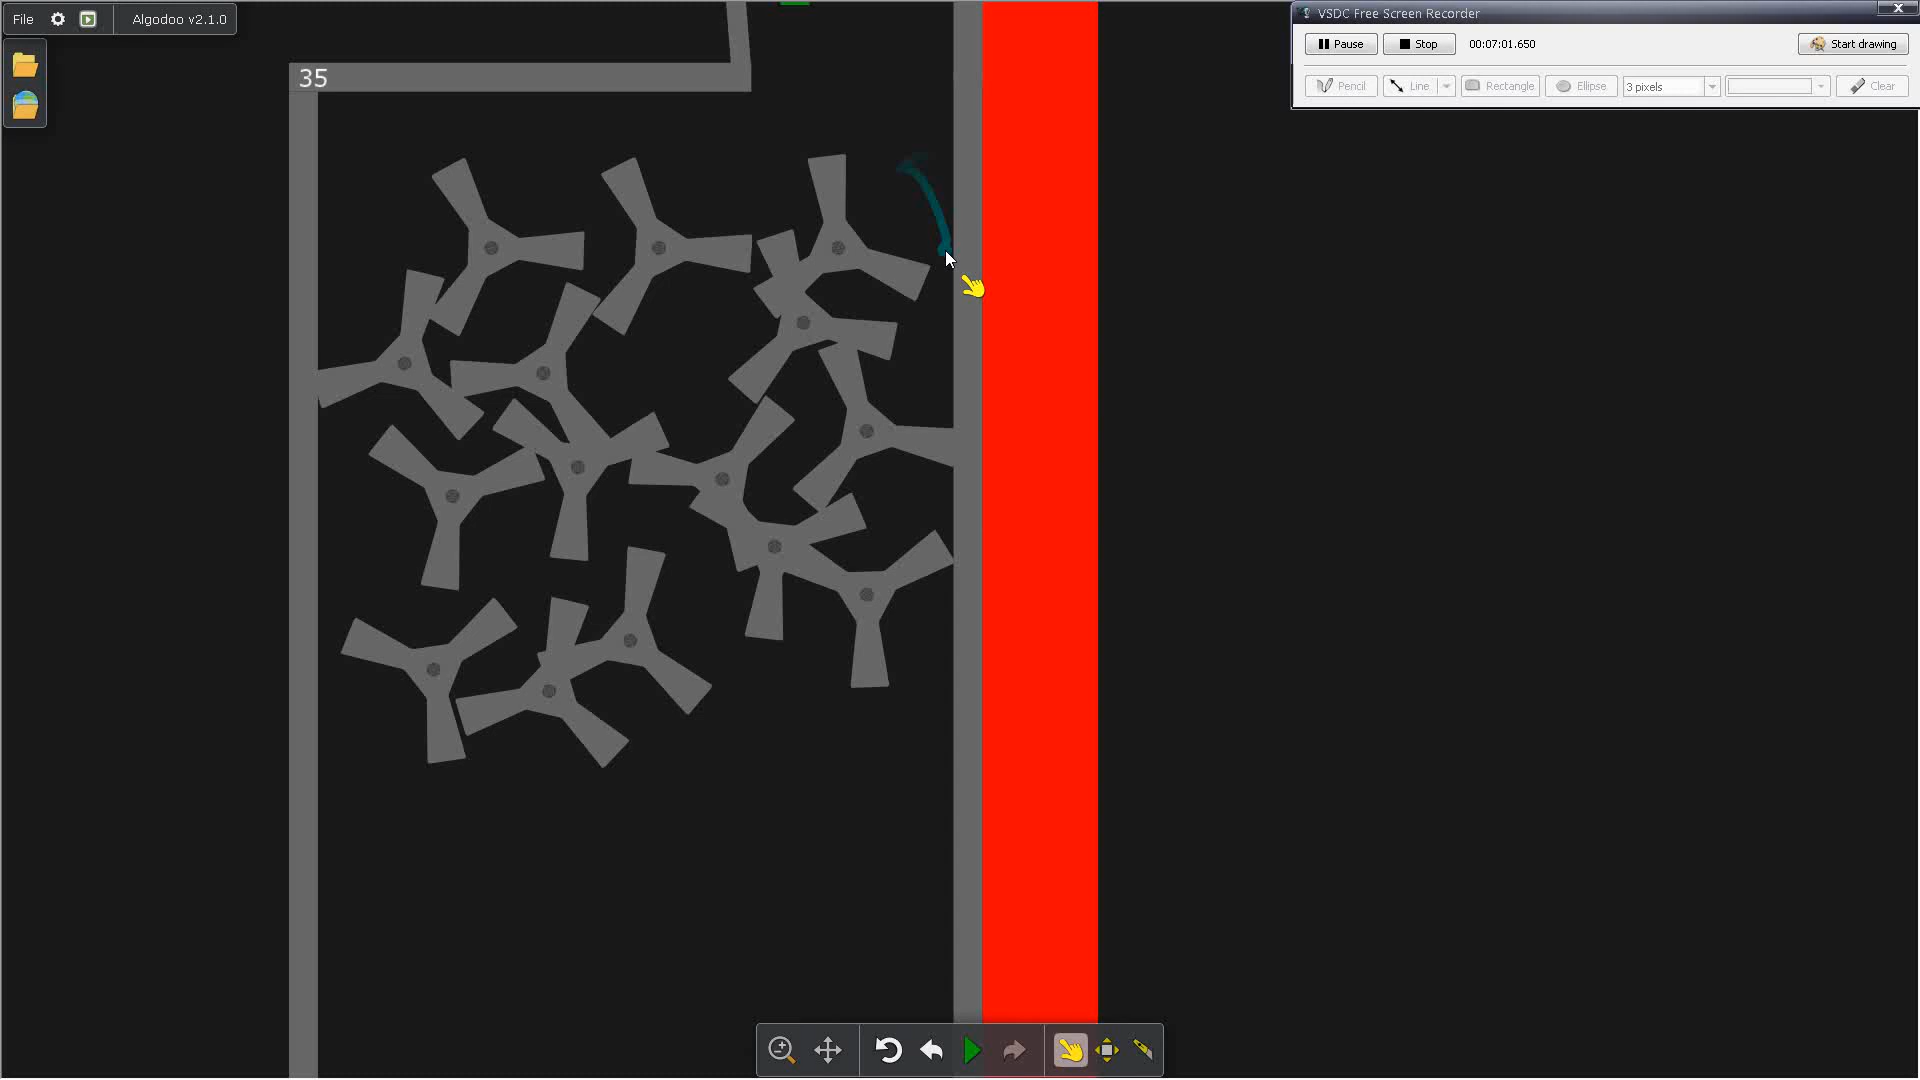 File
Algodoo v2.1.0
VSDC Free Screen Recorder
Pause
Stop
00:07:01.650
Start drawing
Pencil
Line
Rectangle
Ellipse
3 pixels
Clear
35